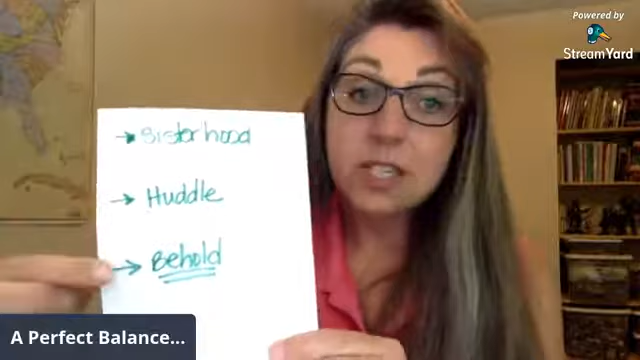 Powered by
StreamYard
→ Sisterhood
→ Huddle
→ Behold
A Perfect Balance...